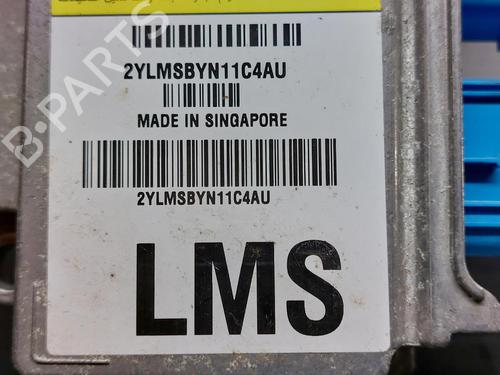 2YLMSBYN11C4AU
MADE IN SINGAPORE
2YLMSBYN11C4AU
LMS
B-PARTS